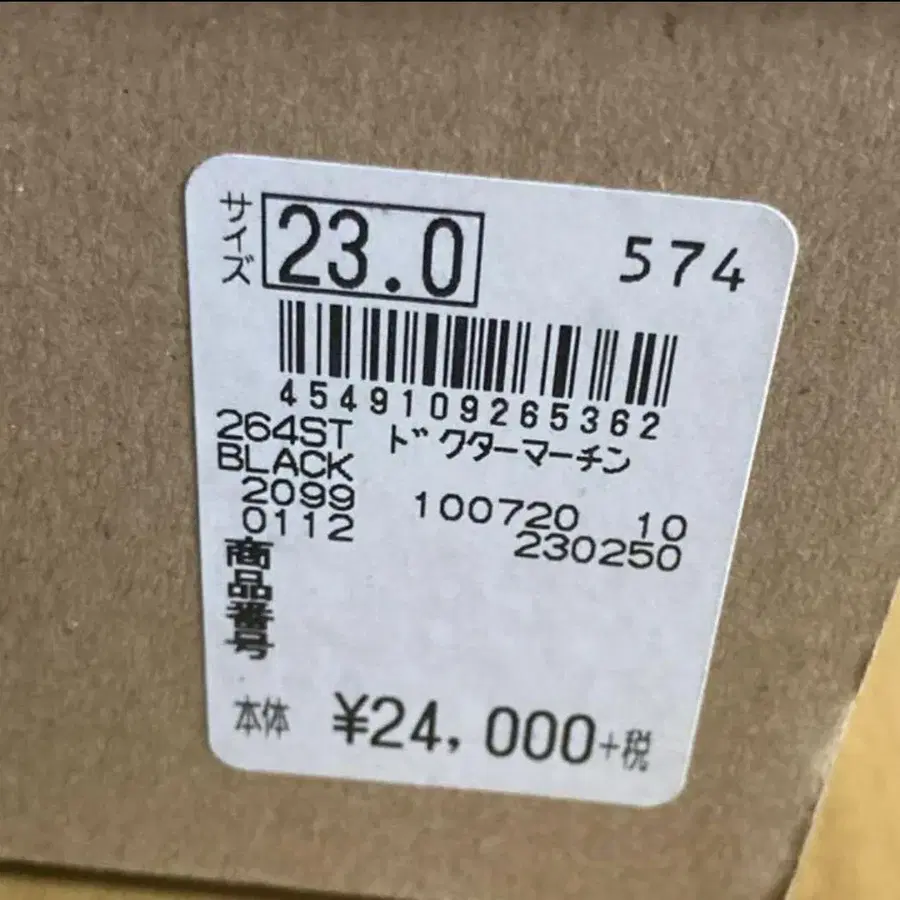 サイズ 23.0 574
4549109265362
264ST ドクターマーチン
BLACK
2099 100720 10
0112 230250
商品番号
本体 ¥24,000+税